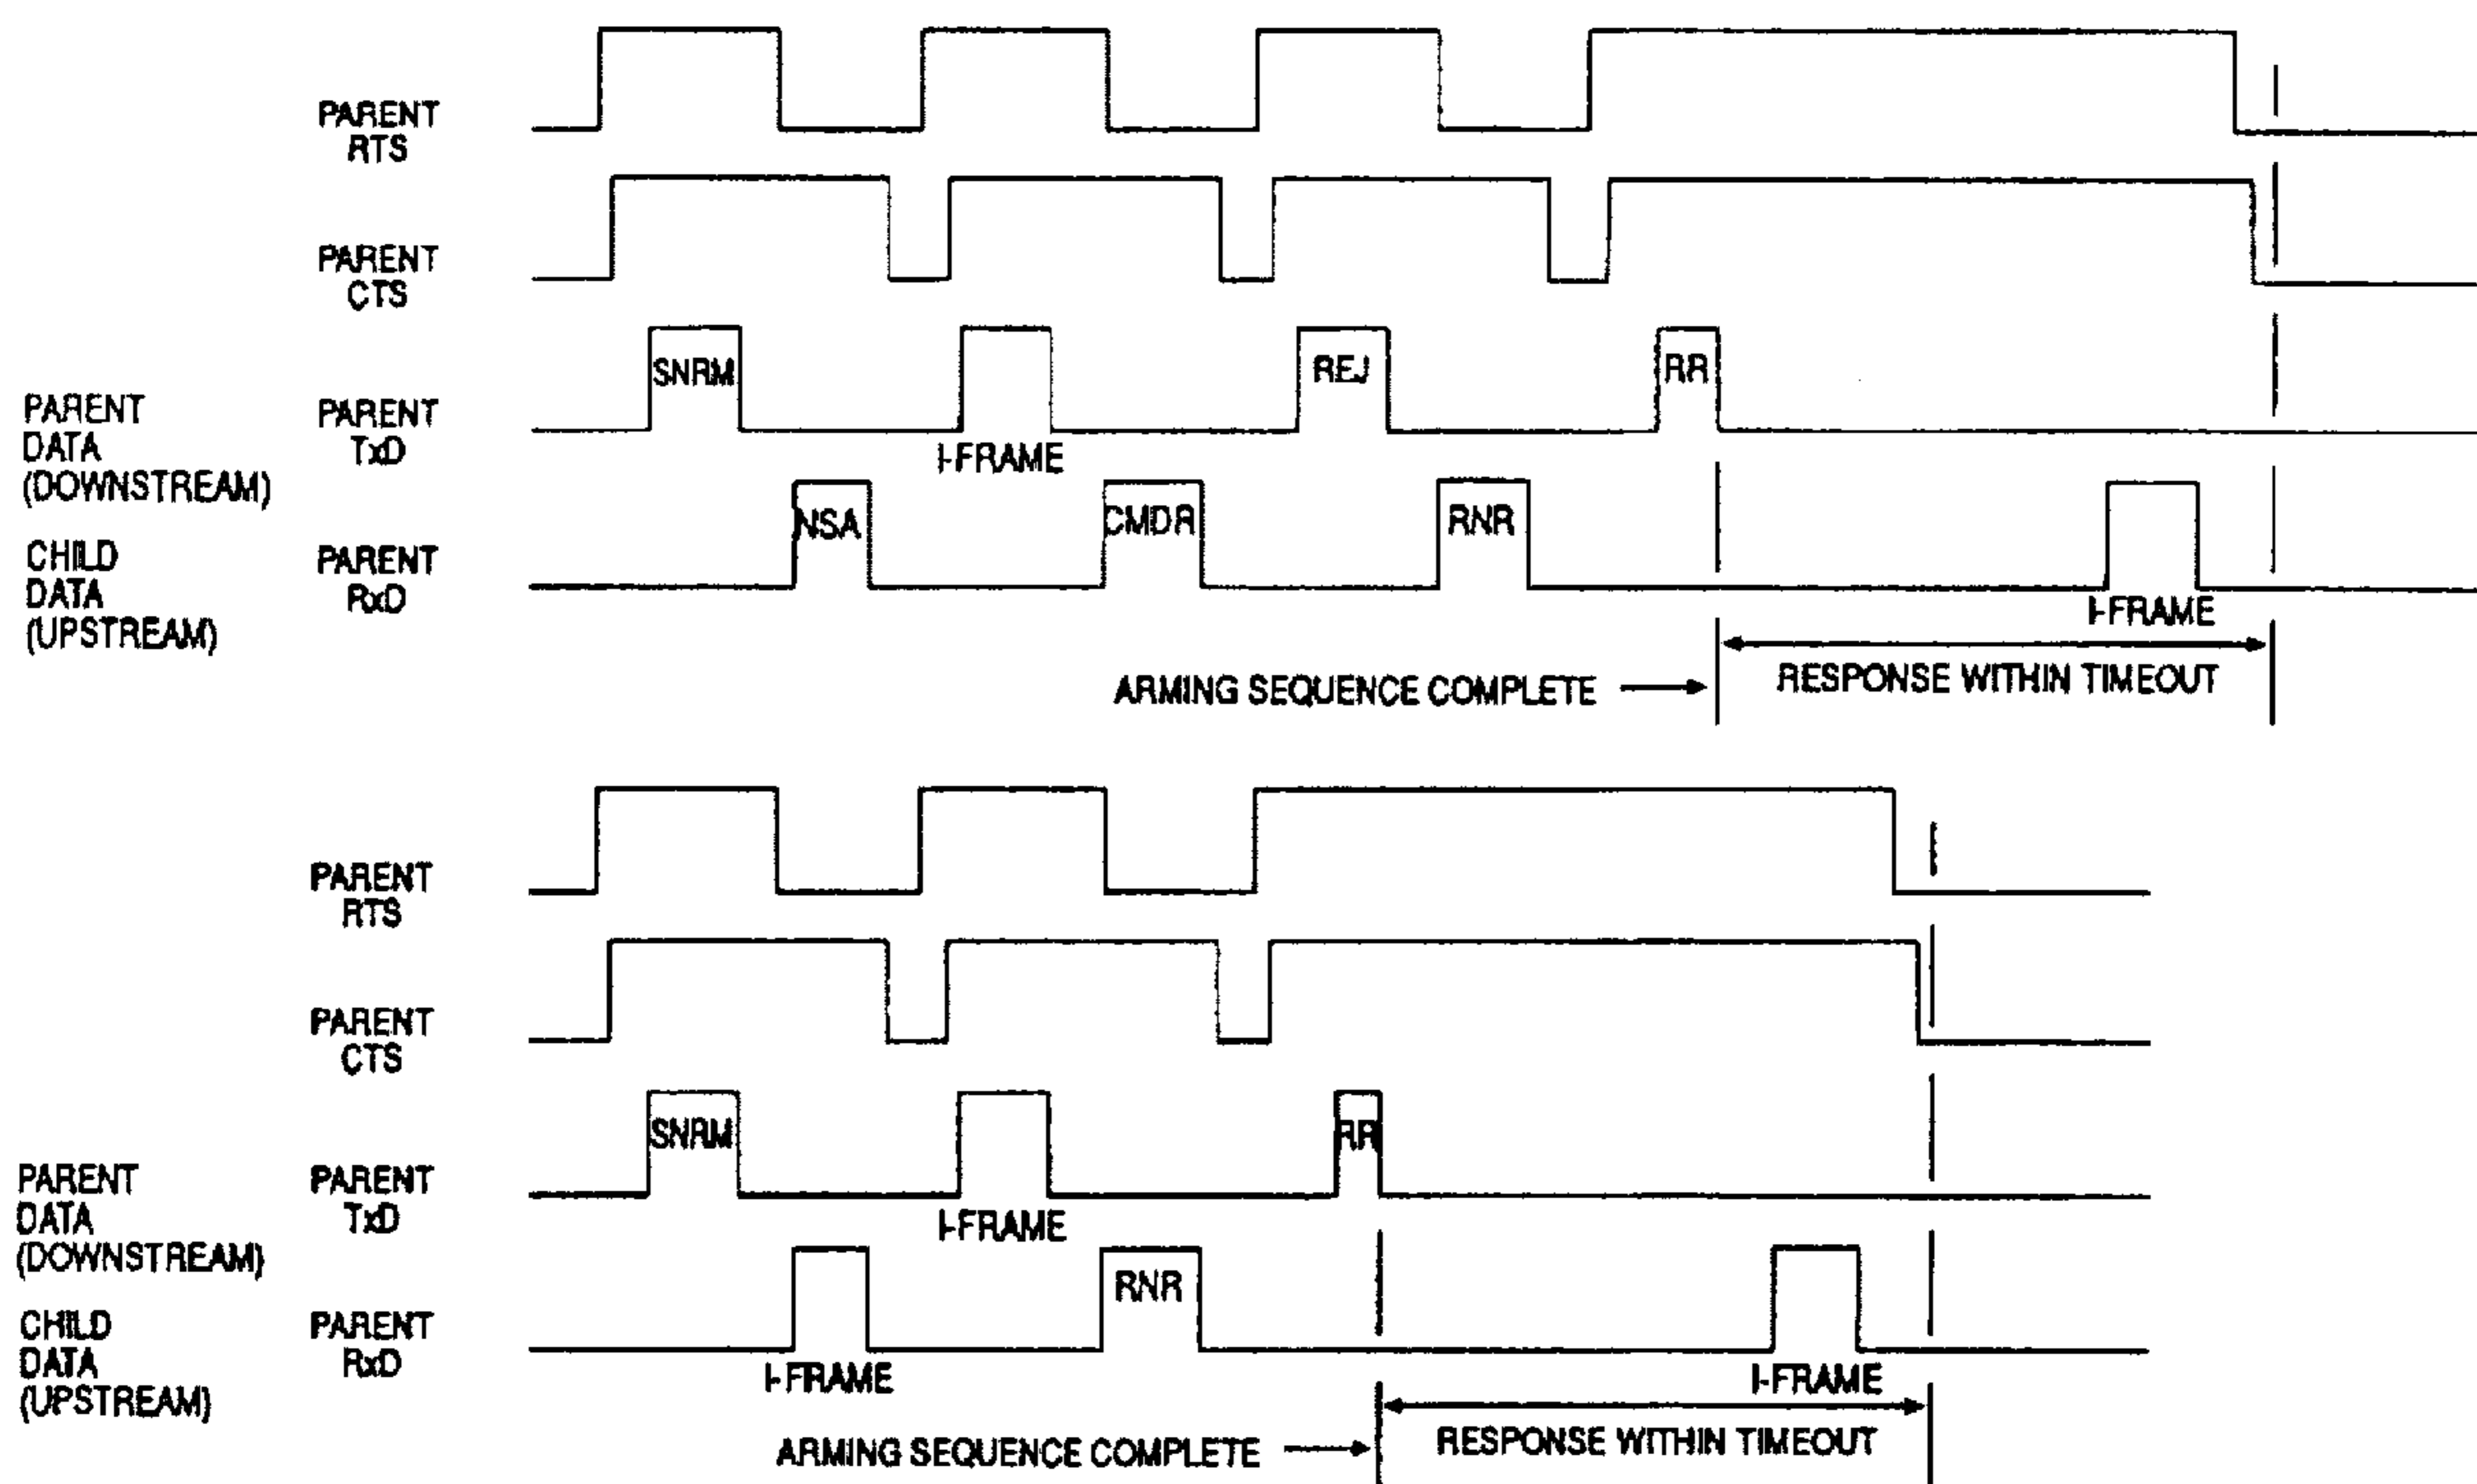 PARENT
RTS
PARENT
CTS
PARENT
DATA
(DOWNSTREAM)
PARENT
TxD
SNRM
I-FRAME
REJ
RR
CHILD
DATA
(UPSTREAM)
PARENT
RxD
NSA
CMDR
RNR
I-FRAME
ARMING SEQUENCE COMPLETE
RESPONSE WITHIN TIMEOUT
PARENT
RTS
PARENT
CTS
PARENT
DATA
(DOWNSTREAM)
PARENT
TxD
SNRM
I-FRAME
RR
CHILD
DATA
(UPSTREAM)
PARENT
RxD
I-FRAME
RNR
I-FRAME
ARMING SEQUENCE COMPLETE
RESPONSE WITHIN TIMEOUT